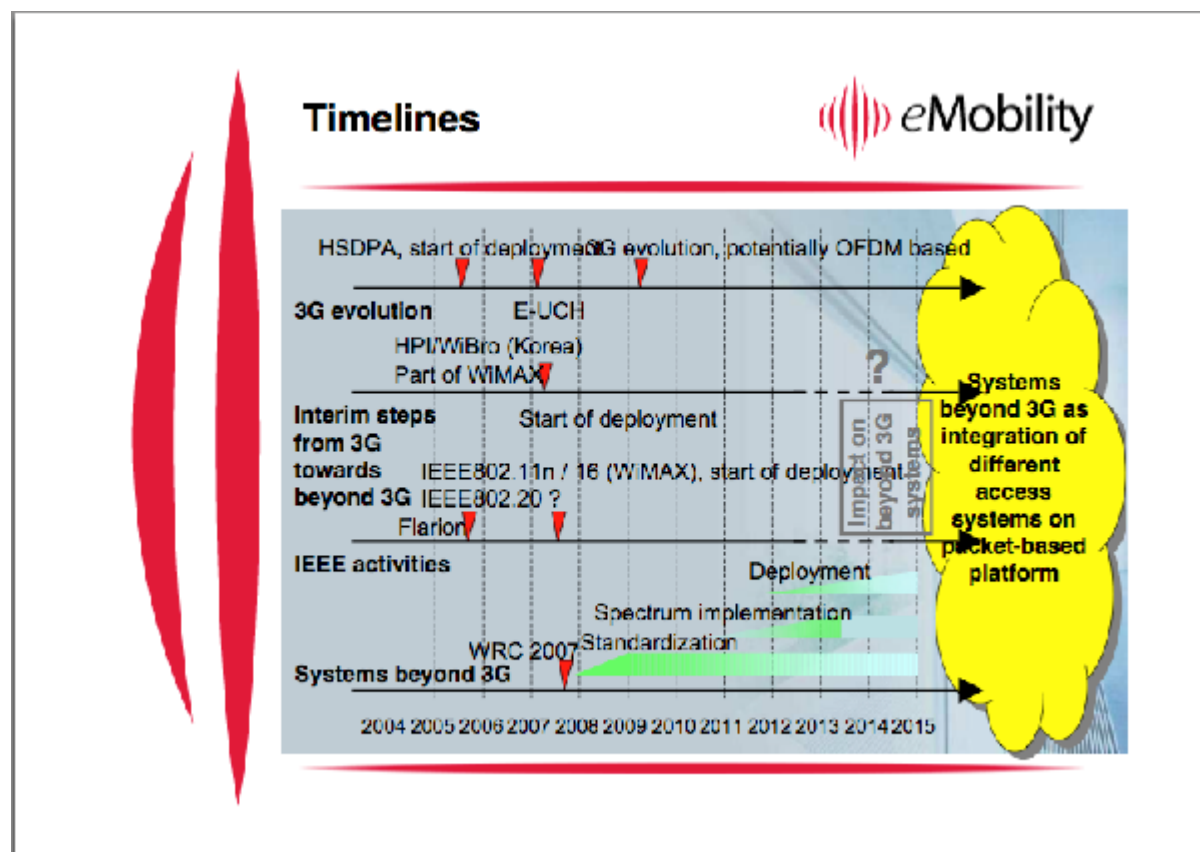 Timelines
eMobility
HSDPA, start of deployment
3G evolution, potentially OFDM based
3G evolution
E-UCH
HPI/WiBro (Korea)
Part of WiMAX
?
Interim steps
from 3G
towards
beyond 3G
Start of deployment
Impact on
beyond 3G
systems
IEEE802.11n / 16 (WiMAX), start of deployment
IEEE802.20 ?
Flarion
IEEE activities
Deployment
Spectrum implementation
Standardization
WRC 2007
Systems beyond 3G
Systems
beyond 3G as
integration of
different
access
systems on
packet-based
platform
2004 2005 2006 2007 2008 2009 2010 2011 2012 2013 2014 2015